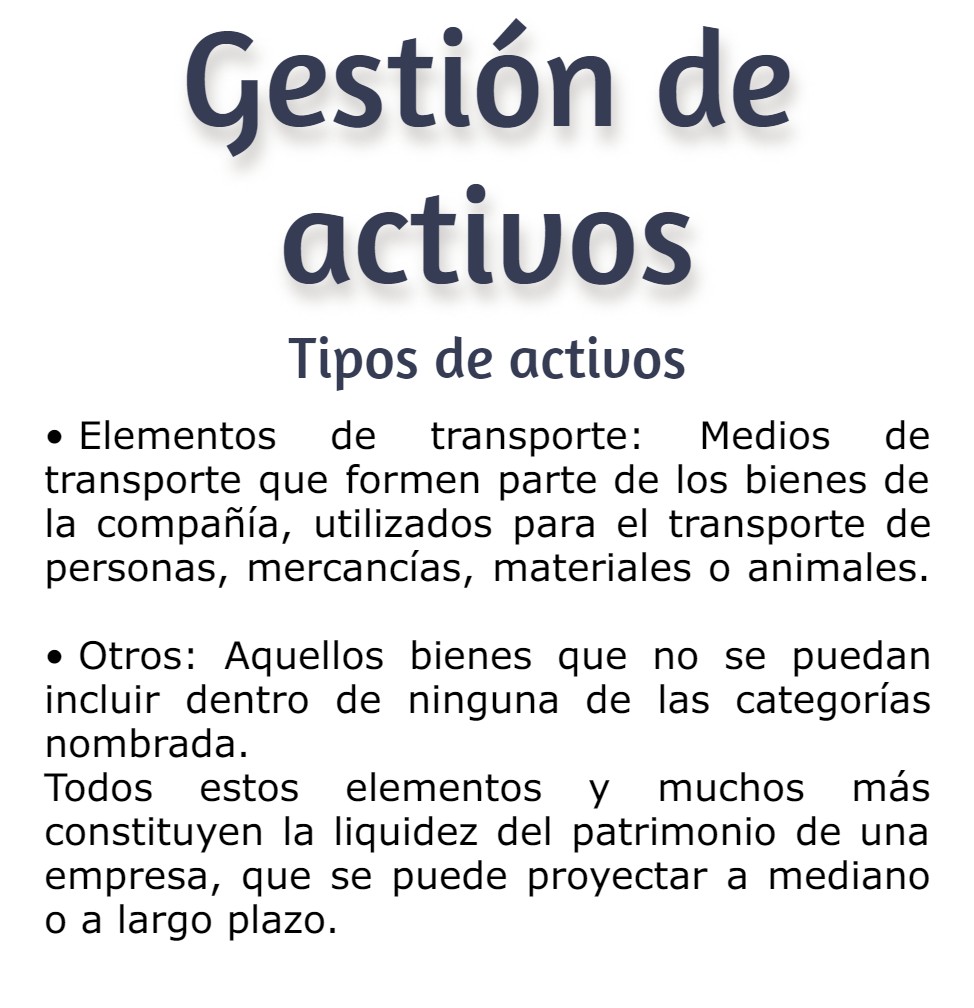 Gestión de
activos
Tipos de activos
• Elementos de transporte: Medios de
transporte que formen parte de los bienes de
la compañía, utilizados para el transporte de
personas, mercancías, materiales o animales.
• Otros: Aquellos bienes que no se puedan
incluir dentro de ninguna de las categorías
nombrada.
Todos estos elementos y muchos más
constituyen la liquidez del patrimonio de una
empresa, que se puede proyectar a mediano
o a largo plazo.